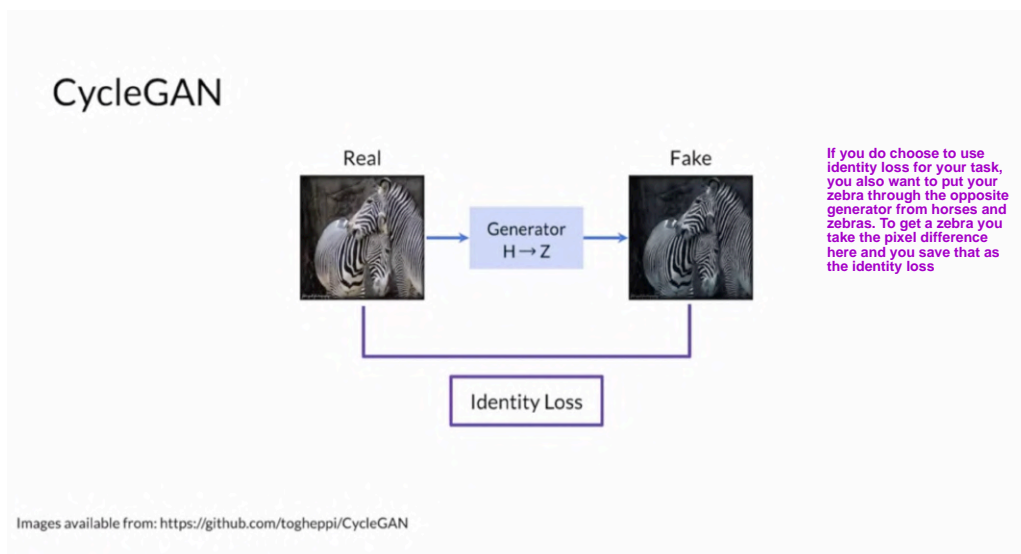 CycleGAN
Real
Fake
Generator
H→Z
Identity Loss
If you do choose to use
identity loss for your task,
you also want to put your
zebra through the opposite
generator from horses and
zebras. To get a zebra you
take the pixel difference
here and you save that as
the identity loss
Images available from: https://github.com/togheppi/CycleGAN